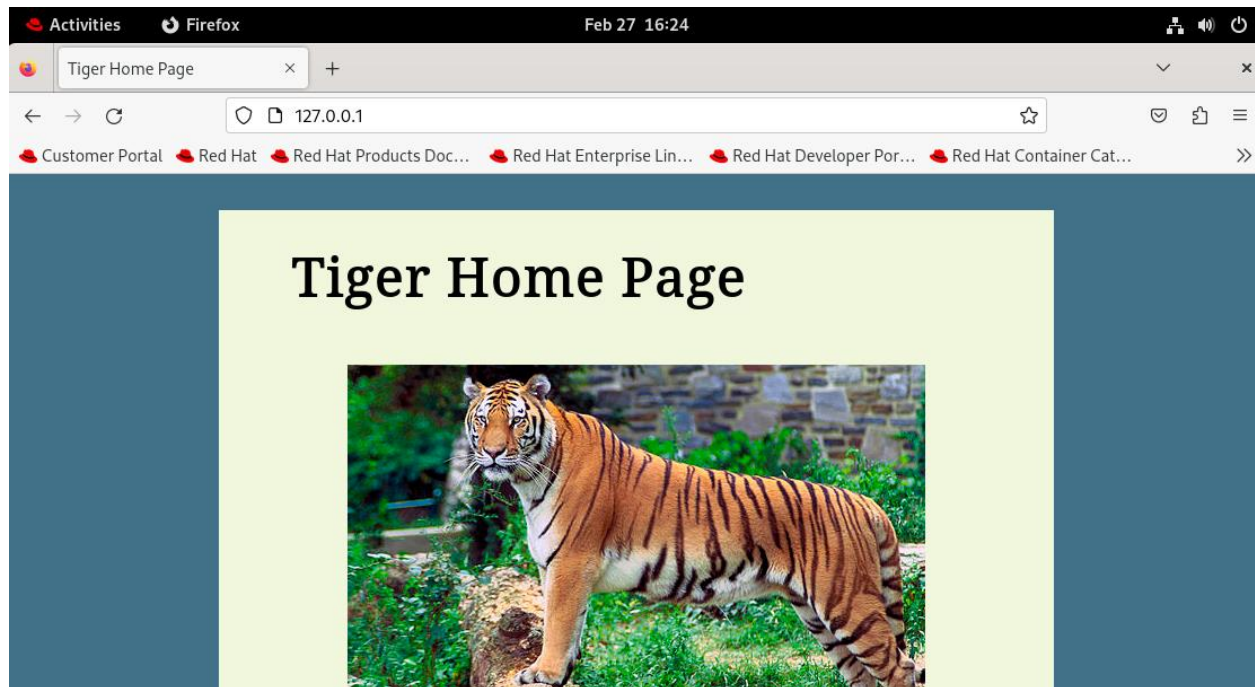 Activities Firefox Feb 27 16:24
Tiger Home Page
127.0.0.1
Customer Portal Red Hat Red Hat Products Doc... Red Hat Enterprise Lin... Red Hat Developer Por... Red Hat Container Cat...
Tiger Home Page